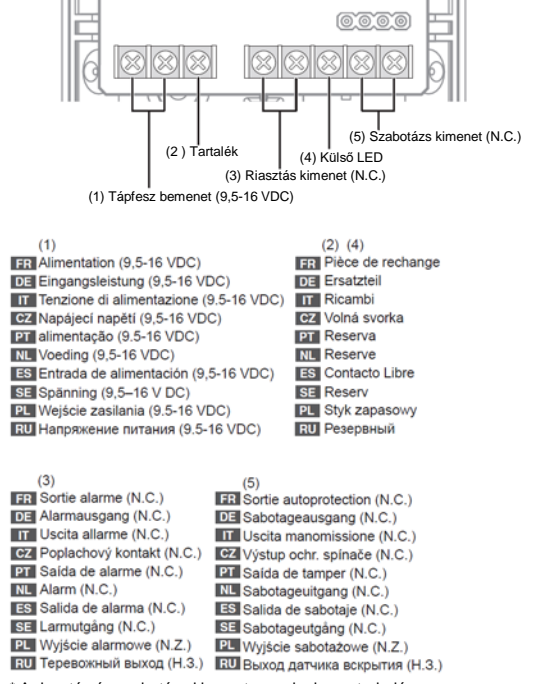 (5) Szabotázs kimenet (N.C.)
(2 ) Tartalék
(4) Külső LED
(3) Riasztás kimenet (N.C.)
(1) Tápfesz bemenet (9,5-16 VDC)
(1)
FR Alimentation (9,5-16 VDC)
DE Eingangsleistung (9,5-16 VDC)
IT Tenzione di alimentazione (9.5-16 VDC)
CZ Napájecí napětí (9,5-16 VDC)
PT alimentação (9.5-16 VDC)
NL Voeding (9,5-16 VDC)
ES Entrada de alimentación (9,5-16 VDC)
SE Spänning (9,5–16 V DC)
PL Wejście zasilania (9.5-16 VDC)
RU Напряжение питания (9.5-16 VDC)
(2) (4)
FR Pièce de rechange
DE Ersatzteil
IT Ricambi
CZ Volná svorka
PT Reserva
NL Reserve
ES Contacto Libre
SE Reserv
PL Styk zapasowy
RU Резервный
(3)
FR Sortie alarme (N.C.)
DE Alarmausgang (N.C.)
IT Uscita allarme (N.C.)
CZ Poplachový kontakt (N.C.)
PT Saída de alarme (N.C.)
NL Alarm (N.C.)
ES Salida de alarma (N.C.)
SE Larmutgång (N.C.)
PL Wyjście alarmowe (N.Z.)
RU Теревожный выход (Н.З.)
(5)
FR Sortie autoprotection (N.C.)
DE Sabotageausgang (N.C.)
IT Uscita manomissione (N.C.)
CZ Výstup ochr. spínače (N.C.)
PT Saída de tamper (N.C.)
NL Sabotageuitgang (N.C.)
ES Salida de sabotaje (N.C.)
SE Sabotageutgång (N.C.)
PL Wyjście sabotażowe (N.Z.)
RU Выход датчика вскрытия (Н.З.)